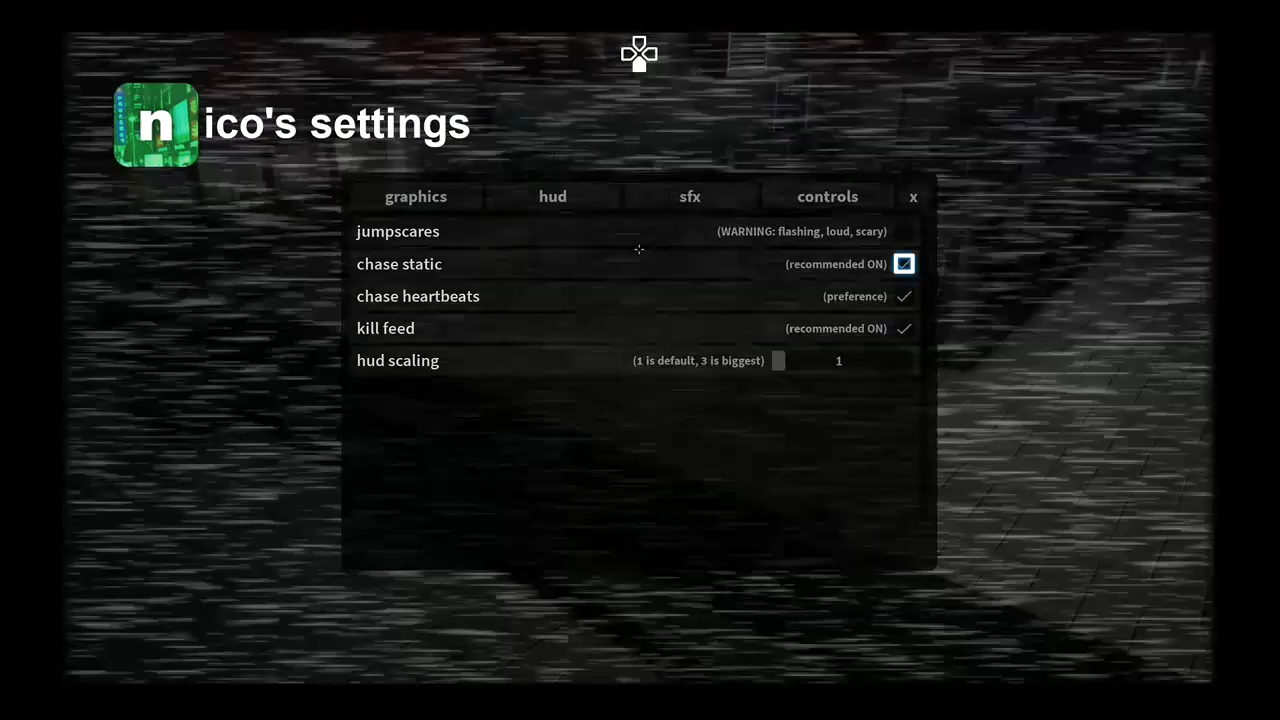 nico's settings
graphics hud sfx controls x
jumpscares (WARNING: flashing, loud, scary)
chase static (recommended ON)
chase heartbeats (preference)
kill feed (recommended ON)
hud scaling (1 is default, 3 is biggest) 1